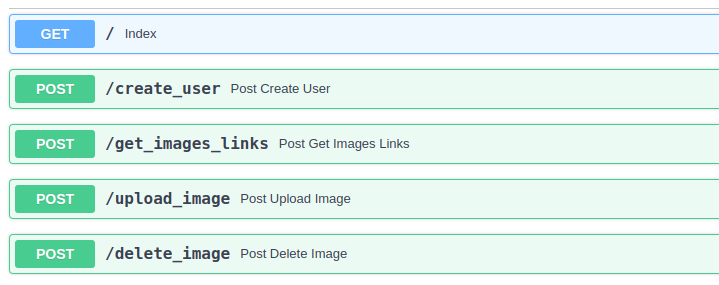 GET / Index
POST /create_user Post Create User
POST /get_images_links Post Get Images Links
POST /upload_image Post Upload Image
POST /delete_image Post Delete Image